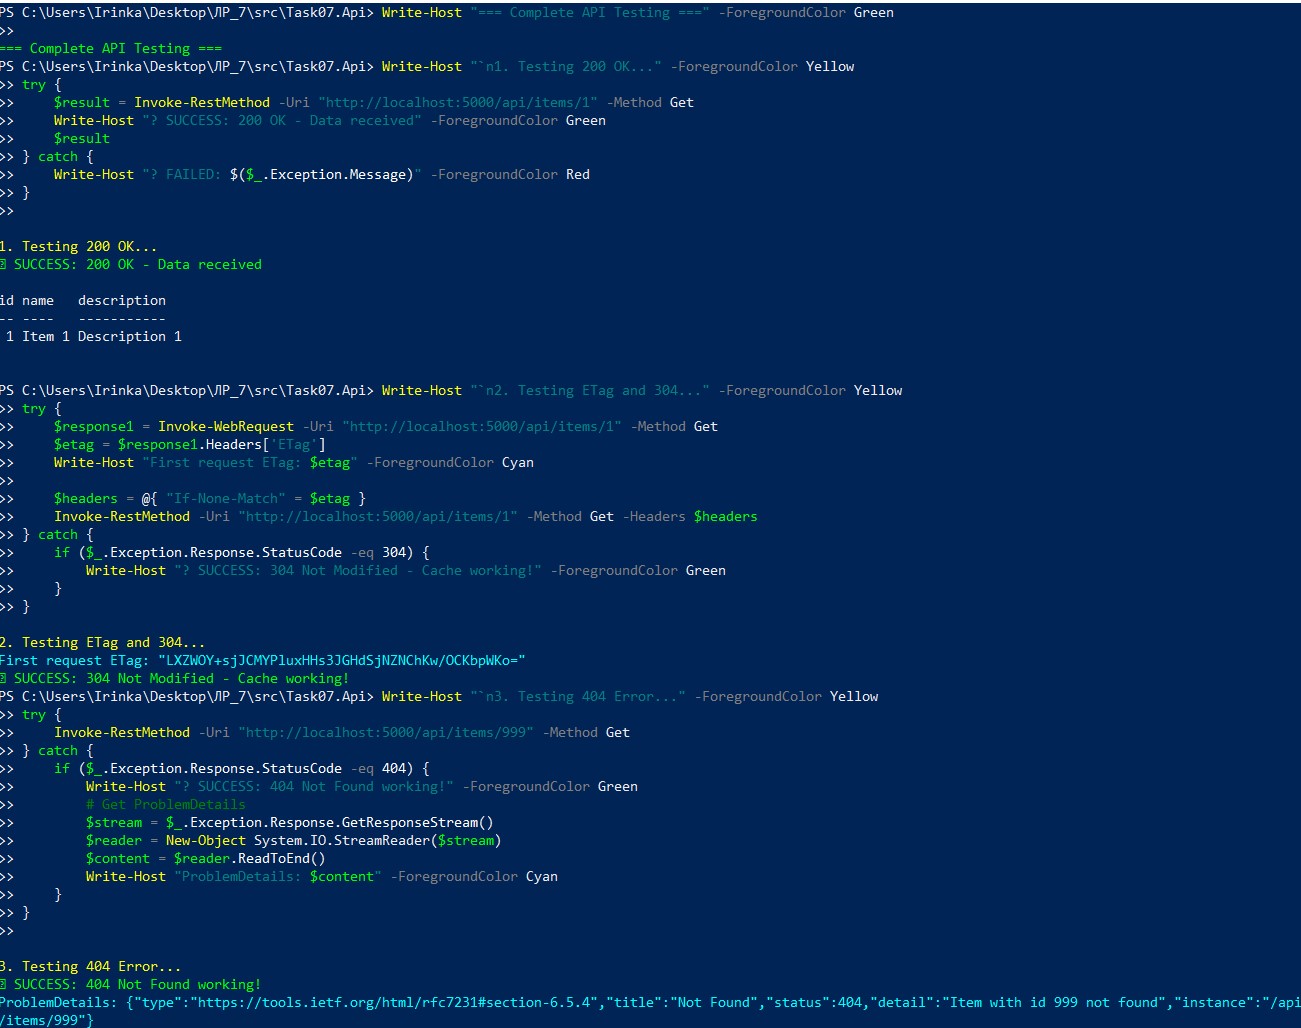 PS C:\Users\Irinka\Desktop\ЛР_7\src\Task07.Api> Write-Host "=== Complete API Testing ===" -ForegroundColor Green
>>
=== Complete API Testing ===
PS C:\Users\Irinka\Desktop\ЛР_7\src\Task07.Api> Write-Host "`n1. Testing 200 OK..." -ForegroundColor Yellow
>> try {
>>     $result = Invoke-RestMethod -Uri "http://localhost:5000/api/items/1" -Method Get
>>     Write-Host "? SUCCESS: 200 OK - Data received" -ForegroundColor Green
>>     $result
>> } catch {
>>     Write-Host "? FAILED: $($_.Exception.Message)" -ForegroundColor Red
>> }
>>
1. Testing 200 OK...
SUCCESS: 200 OK - Data received
id name   description
-- ----   -----------
 1 Item 1 Description 1
PS C:\Users\Irinka\Desktop\ЛР_7\src\Task07.Api> Write-Host "`n2. Testing ETag and 304..." -ForegroundColor Yellow
>> try {
>>     $response1 = Invoke-WebRequest -Uri "http://localhost:5000/api/items/1" -Method Get
>>     $etag = $response1.Headers['ETag']
>>     Write-Host "First request ETag: $etag" -ForegroundColor Cyan
>>
>>     $headers = @{ "If-None-Match" = $etag }
>>     Invoke-RestMethod -Uri "http://localhost:5000/api/items/1" -Method Get -Headers $headers
>> } catch {
>>     if ($_.Exception.Response.StatusCode -eq 304) {
>>         Write-Host "? SUCCESS: 304 Not Modified - Cache working!" -ForegroundColor Green
>>     }
>> }
2. Testing ETag and 304...
First request ETag: "LXZWOY+sjJCMYPluxHHs3JGHdSjNZNChKw/OCKbpWKo="
SUCCESS: 304 Not Modified - Cache working!
PS C:\Users\Irinka\Desktop\ЛР_7\src\Task07.Api> Write-Host "`n3. Testing 404 Error..." -ForegroundColor Yellow
>> try {
>>     Invoke-RestMethod -Uri "http://localhost:5000/api/items/999" -Method Get
>> } catch {
>>     if ($_.Exception.Response.StatusCode -eq 404) {
>>         Write-Host "? SUCCESS: 404 Not Found working!" -ForegroundColor Green
>>         # Get ProblemDetails
>>         $stream = $_.Exception.Response.GetResponseStream()
>>         $reader = New-Object System.IO.StreamReader($stream)
>>         $content = $reader.ReadToEnd()
>>         Write-Host "ProblemDetails: $content" -ForegroundColor Cyan
>>     }
>> }
>>
3. Testing 404 Error...
SUCCESS: 404 Not Found working!
ProblemDetails: {"type":"https://tools.ietf.org/html/rfc7231#section-6.5.4","title":"Not Found","status":404,"detail":"Item with id 999 not found","instance":"/api
/items/999"}